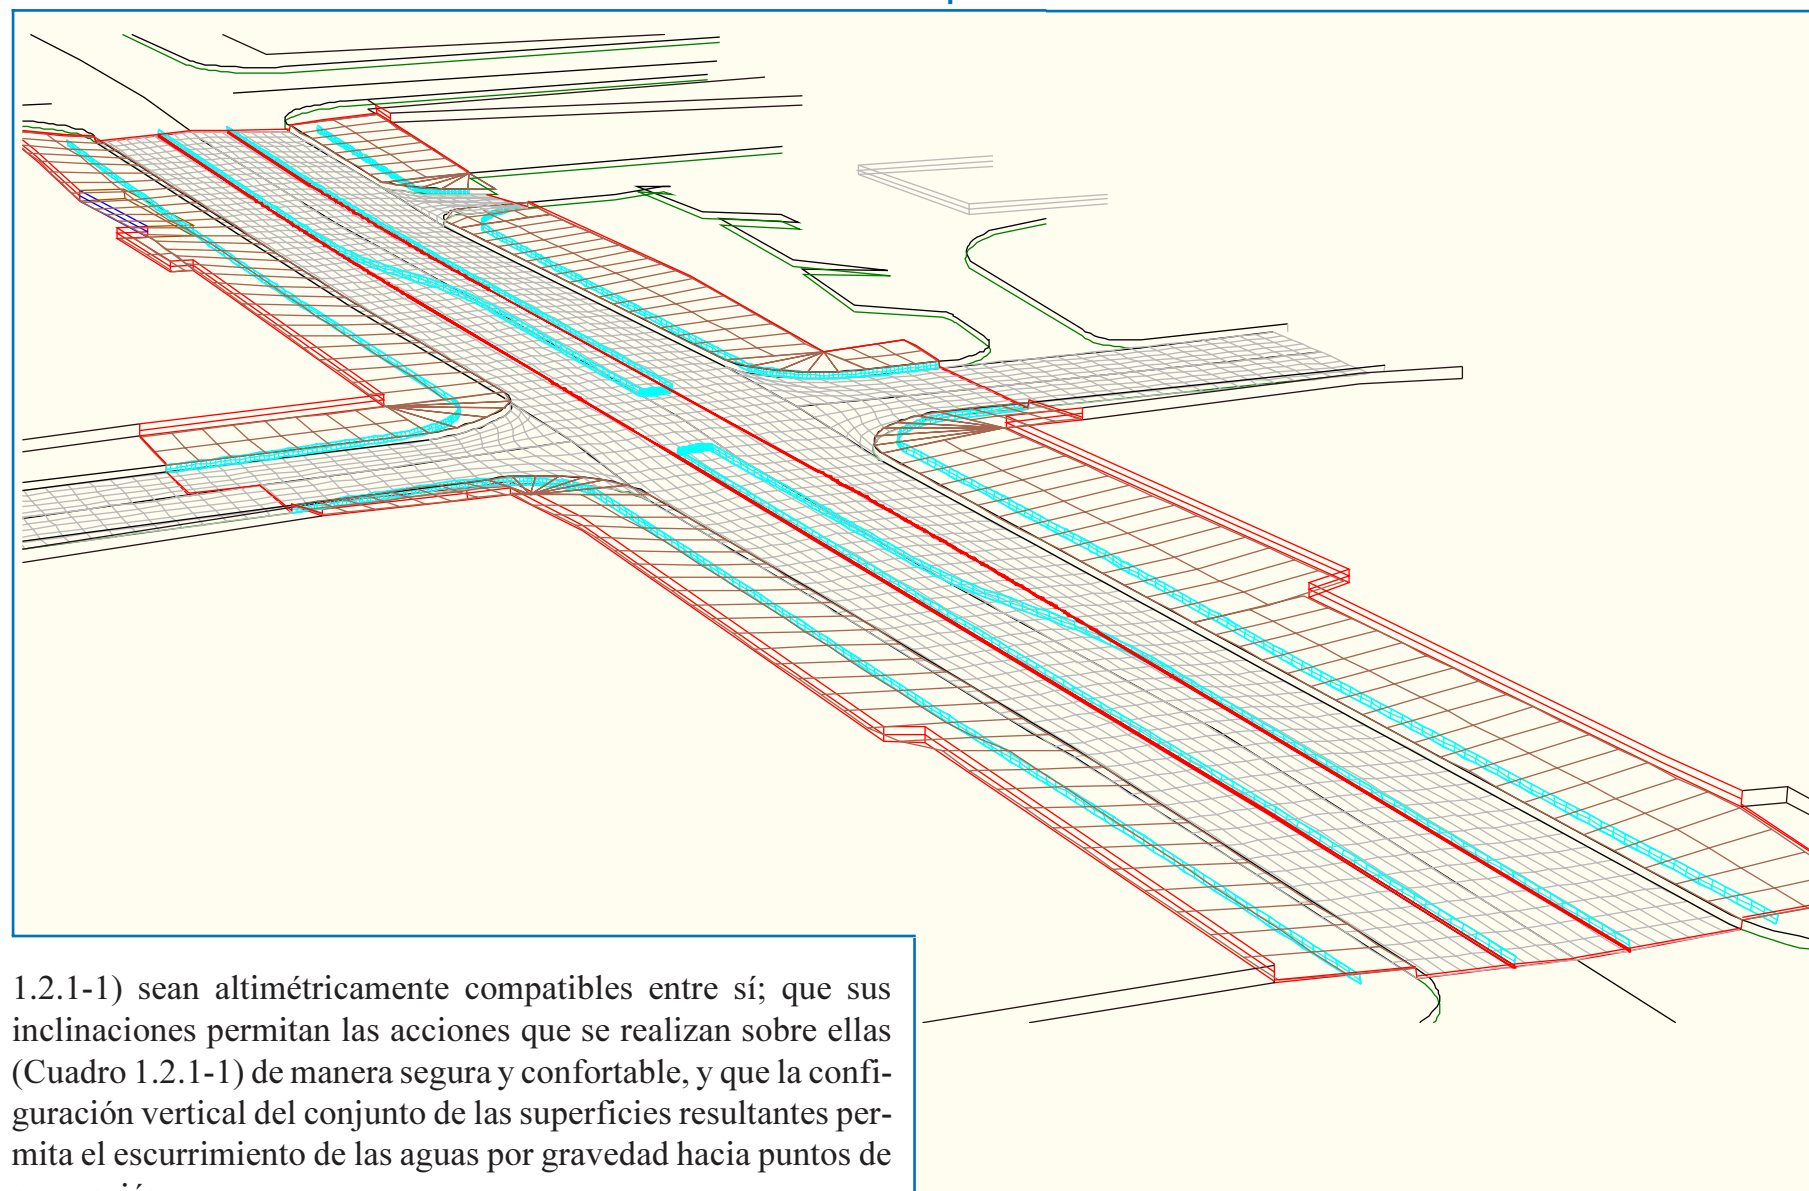 1.2.1-1) sean altimétricamente compatibles entre sí; que sus
inclinaciones permitan las acciones que se realizan sobre ellas
(Cuadro 1.2.1-1) de manera segura y confortable, y que la confi-
guración vertical del conjunto de las superficies resultantes per-
mita el escurrimiento de las aguas por gravedad hacia puntos de